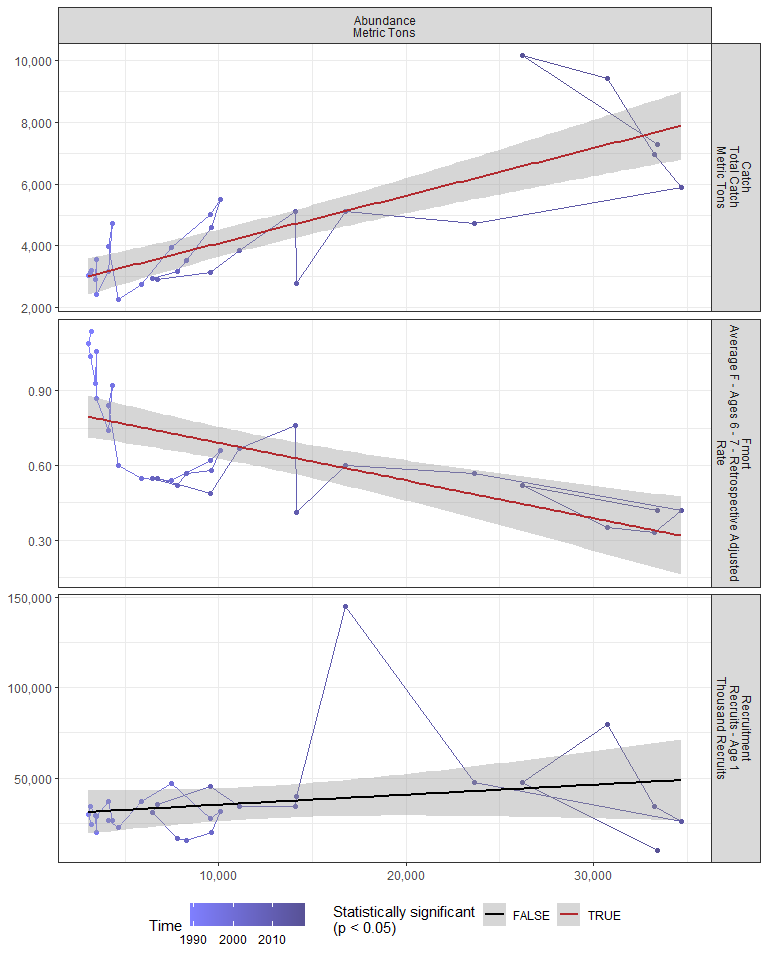 Abundance
Metric Tons
10,000
8,000
6,000
4,000
2,000
Catch
Total Catch
Metric Tons
0.90
0.60
0.30
Fmort
Average F - Ages 6 - 7 - Retrospective Adjusted
Rate
150,000
100,000
50,000
Recruitment
Recruits - Age 1
Thousand Recruits
10,000 20,000 30,000
Time
1990 2000 2010
Statistically significant
(p < 0.05)
FALSE TRUE